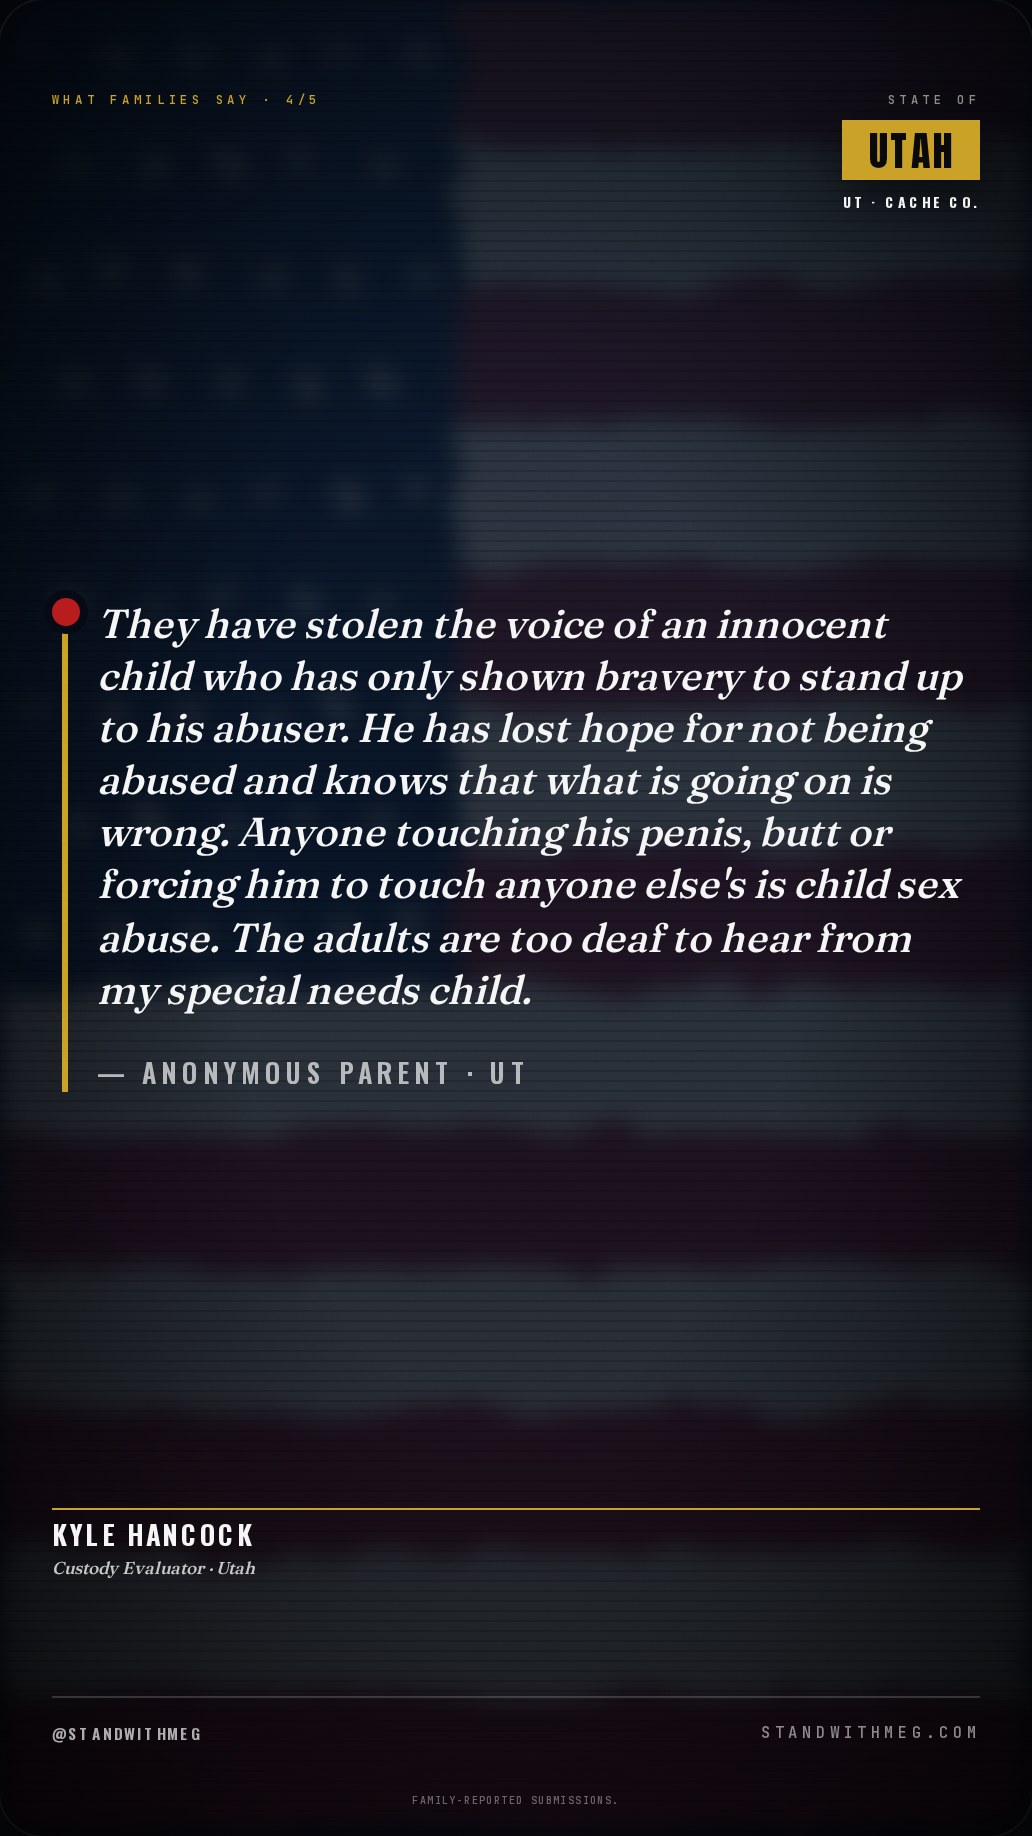 WHAT FAMILIES SAY · 4/5
STATE OF
UTAH
UT · CACHE CO.
They have stolen the voice of an innocent
child who has only shown bravery to stand up
to his abuser. He has lost hope for not being
abused and knows that what is going on is
wrong. Anyone touching his penis, butt or
forcing him to touch anyone else's is child sex
abuse. The adults are too deaf to hear from
my special needs child.
— ANONYMOUS PARENT · UT
KYLE HANCOCK
Custody Evaluator · Utah
@STANDWITHMEG
STANDWITHMEG.COM
FAMILY-REPORTED SUBMISSIONS.